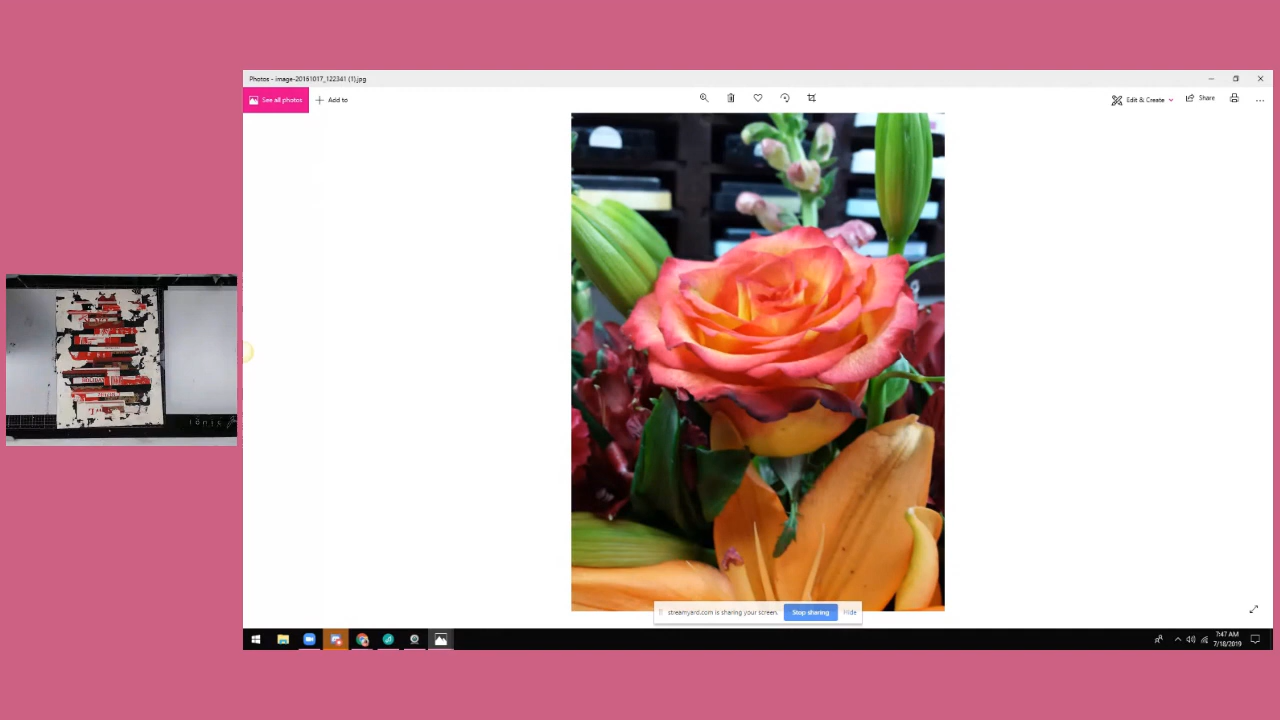 Photos - image-20161017_122341 (1).jpg
See all photos
Add to
Edit & Create
Share
streamyard.com is sharing your screen.
Stop sharing
Hide
7:47 AM
7/18/2019